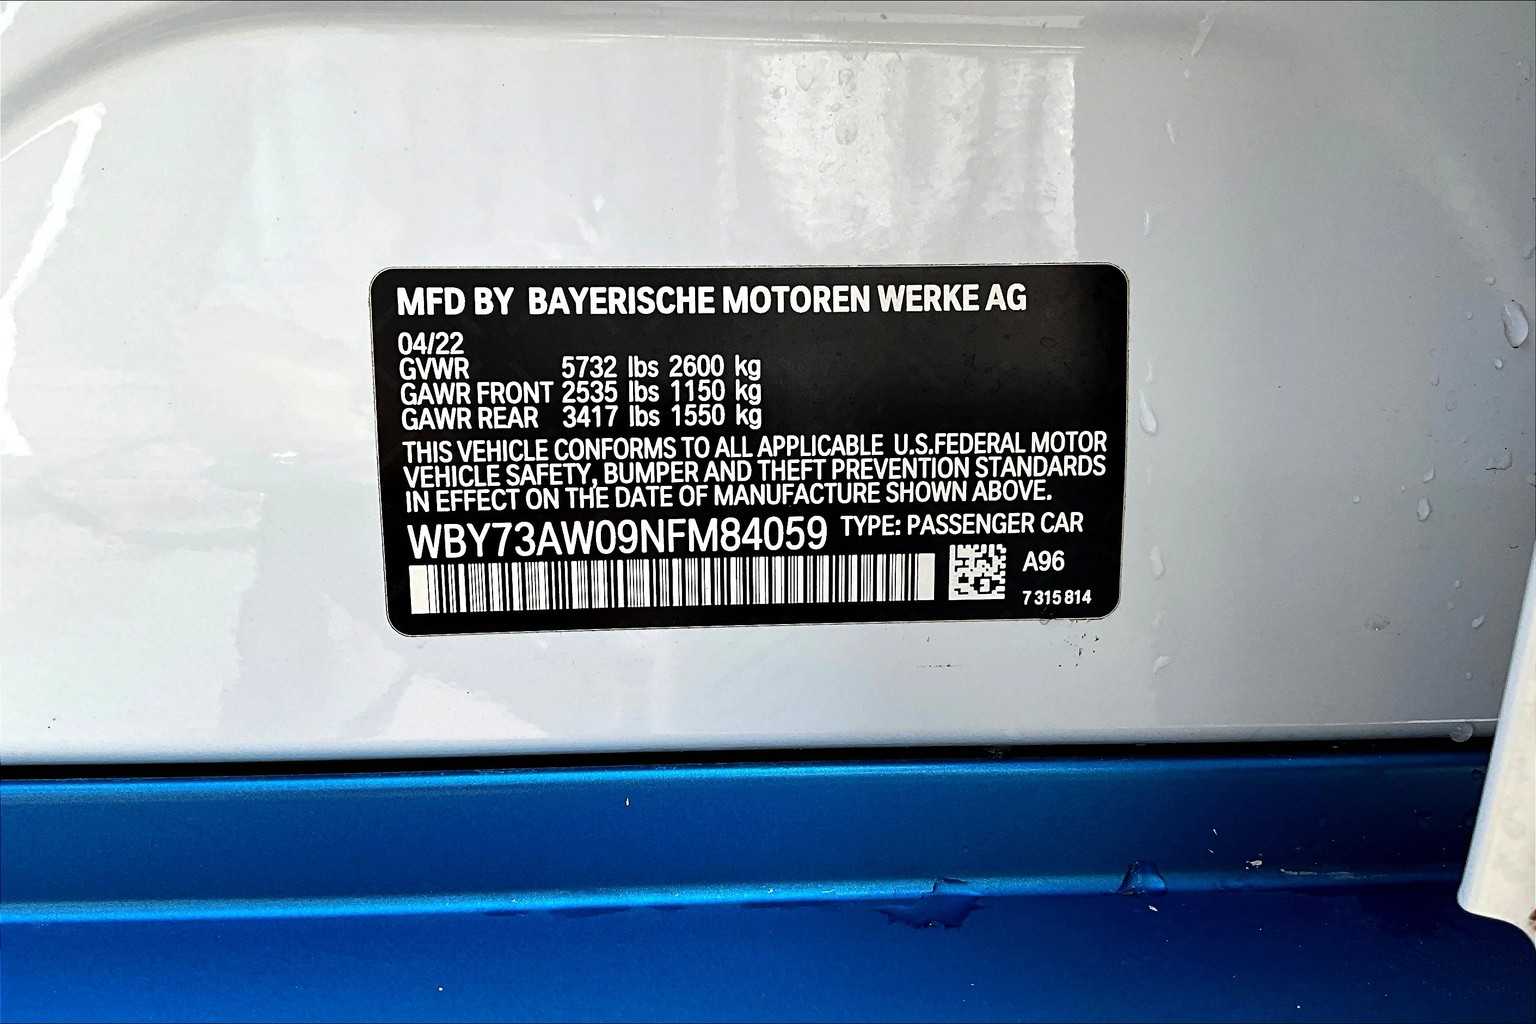 MFD BY BAYERISCHE MOTOREN WERKE AG
04/22
GVWR 5732 lbs 2600 kg
GAWR FRONT 2535 lbs 1150 kg
GAWR REAR 3417 lbs 1550 kg
THIS VEHICLE CONFORMS TO ALL APPLICABLE U.S.FEDERAL MOTOR
VEHICLE SAFETY, BUMPER AND THEFT PREVENTION STANDARDS
IN EFFECT ON THE DATE OF MANUFACTURE SHOWN ABOVE.
WBY73AW09NFM84059 TYPE: PASSENGER CAR
A96
7 315 814